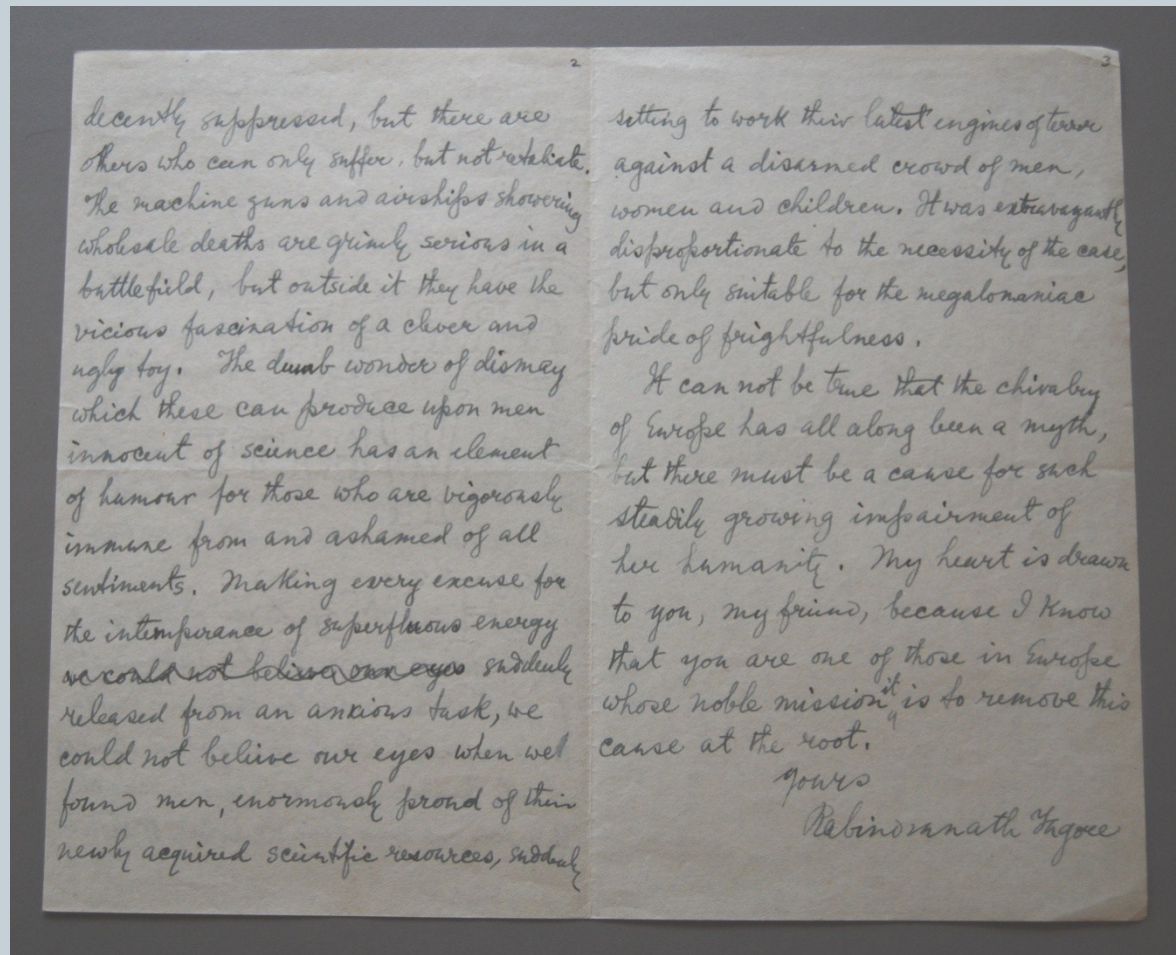 2
decently suppressed, but there are
others who can only suffer, but not retaliate.
The machine guns and airships showering
wholesale deaths are grimly serious in a
battlefield, but outside it they have the
vicious fascination of a clever and
ugly toy. The dumb wonder of dismay
which these can produce upon men
innocent of science has an element
of humour for those who are vigorously
immune from and ashamed of all
sentiments. Making every excuse for
the intemperance of superfluous energy
we could not believe our eyes suddenly
released from an anxious task, we
could not believe our eyes when we
found men, enormously proud of their
newly acquired scientific resources, suddenly
3
setting to work their latest engines of terror
against a disarmed crowd of men,
women and children. It was extravagantly
disproportionate to the necessity of the case,
but only suitable for the megalomaniac
pride of frightfulness.
It can not be true that the chivalry
of Europe has all along been a myth,
but there must be a cause for such
steadily growing impairment of
her humanity. My heart is drawn
to you, my friend, because I know
that you are one of those in Europe
whose noble mission it is to remove this
cause at the root.
Yours
Rabindranath Tagore